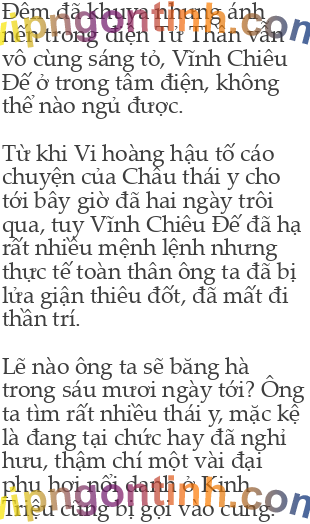 Đêm đã khuya nhưng ánh
nến trong điện Tử Thần vẫn
vô cùng sáng tỏ, Vĩnh Chiêu
Đế ở trong tẩm điện, không
thể nào ngủ được.
Từ khi Vi hoàng hậu tố cáo
chuyện của Châu thái y cho
tới bây giờ đã hai ngày trôi
qua, tuy Vĩnh Chiêu Đế đã hạ
rất nhiều mệnh lệnh nhưng
thực tế toàn thân ông ta đã bị
lửa giận thiêu đốt, đã mất đi
thần trí.
Lẽ nào ông ta sẽ băng hà
trong sáu mươi ngày tới? Ông
ta tìm rất nhiều thái y, mặc kệ
là đang tại chức hay đã nghỉ
hưu, thậm chí một vài đại
phu hơi nổi danh ở Kinh
Triệu cũng bị gọi vào cung.